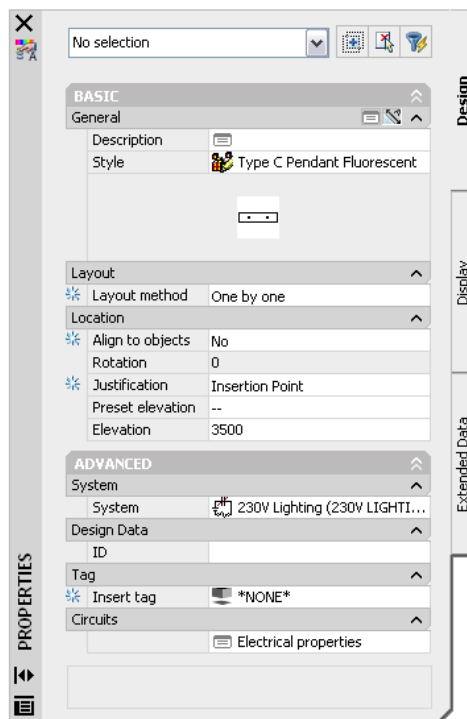 No selection
BASIC
General
Description
Style Type C Pendant Fluorescent
Layout
Layout method One by one
Location
Align to objects No
Rotation 0
Justification Insertion Point
Preset elevation --
Elevation 3500
ADVANCED
System
System 230V Lighting (230V LIGHTI...
Design Data
ID
Tag
Insert tag *NONE*
Circuits
Electrical properties
PROPERTIES
Design
Display
Extended Data